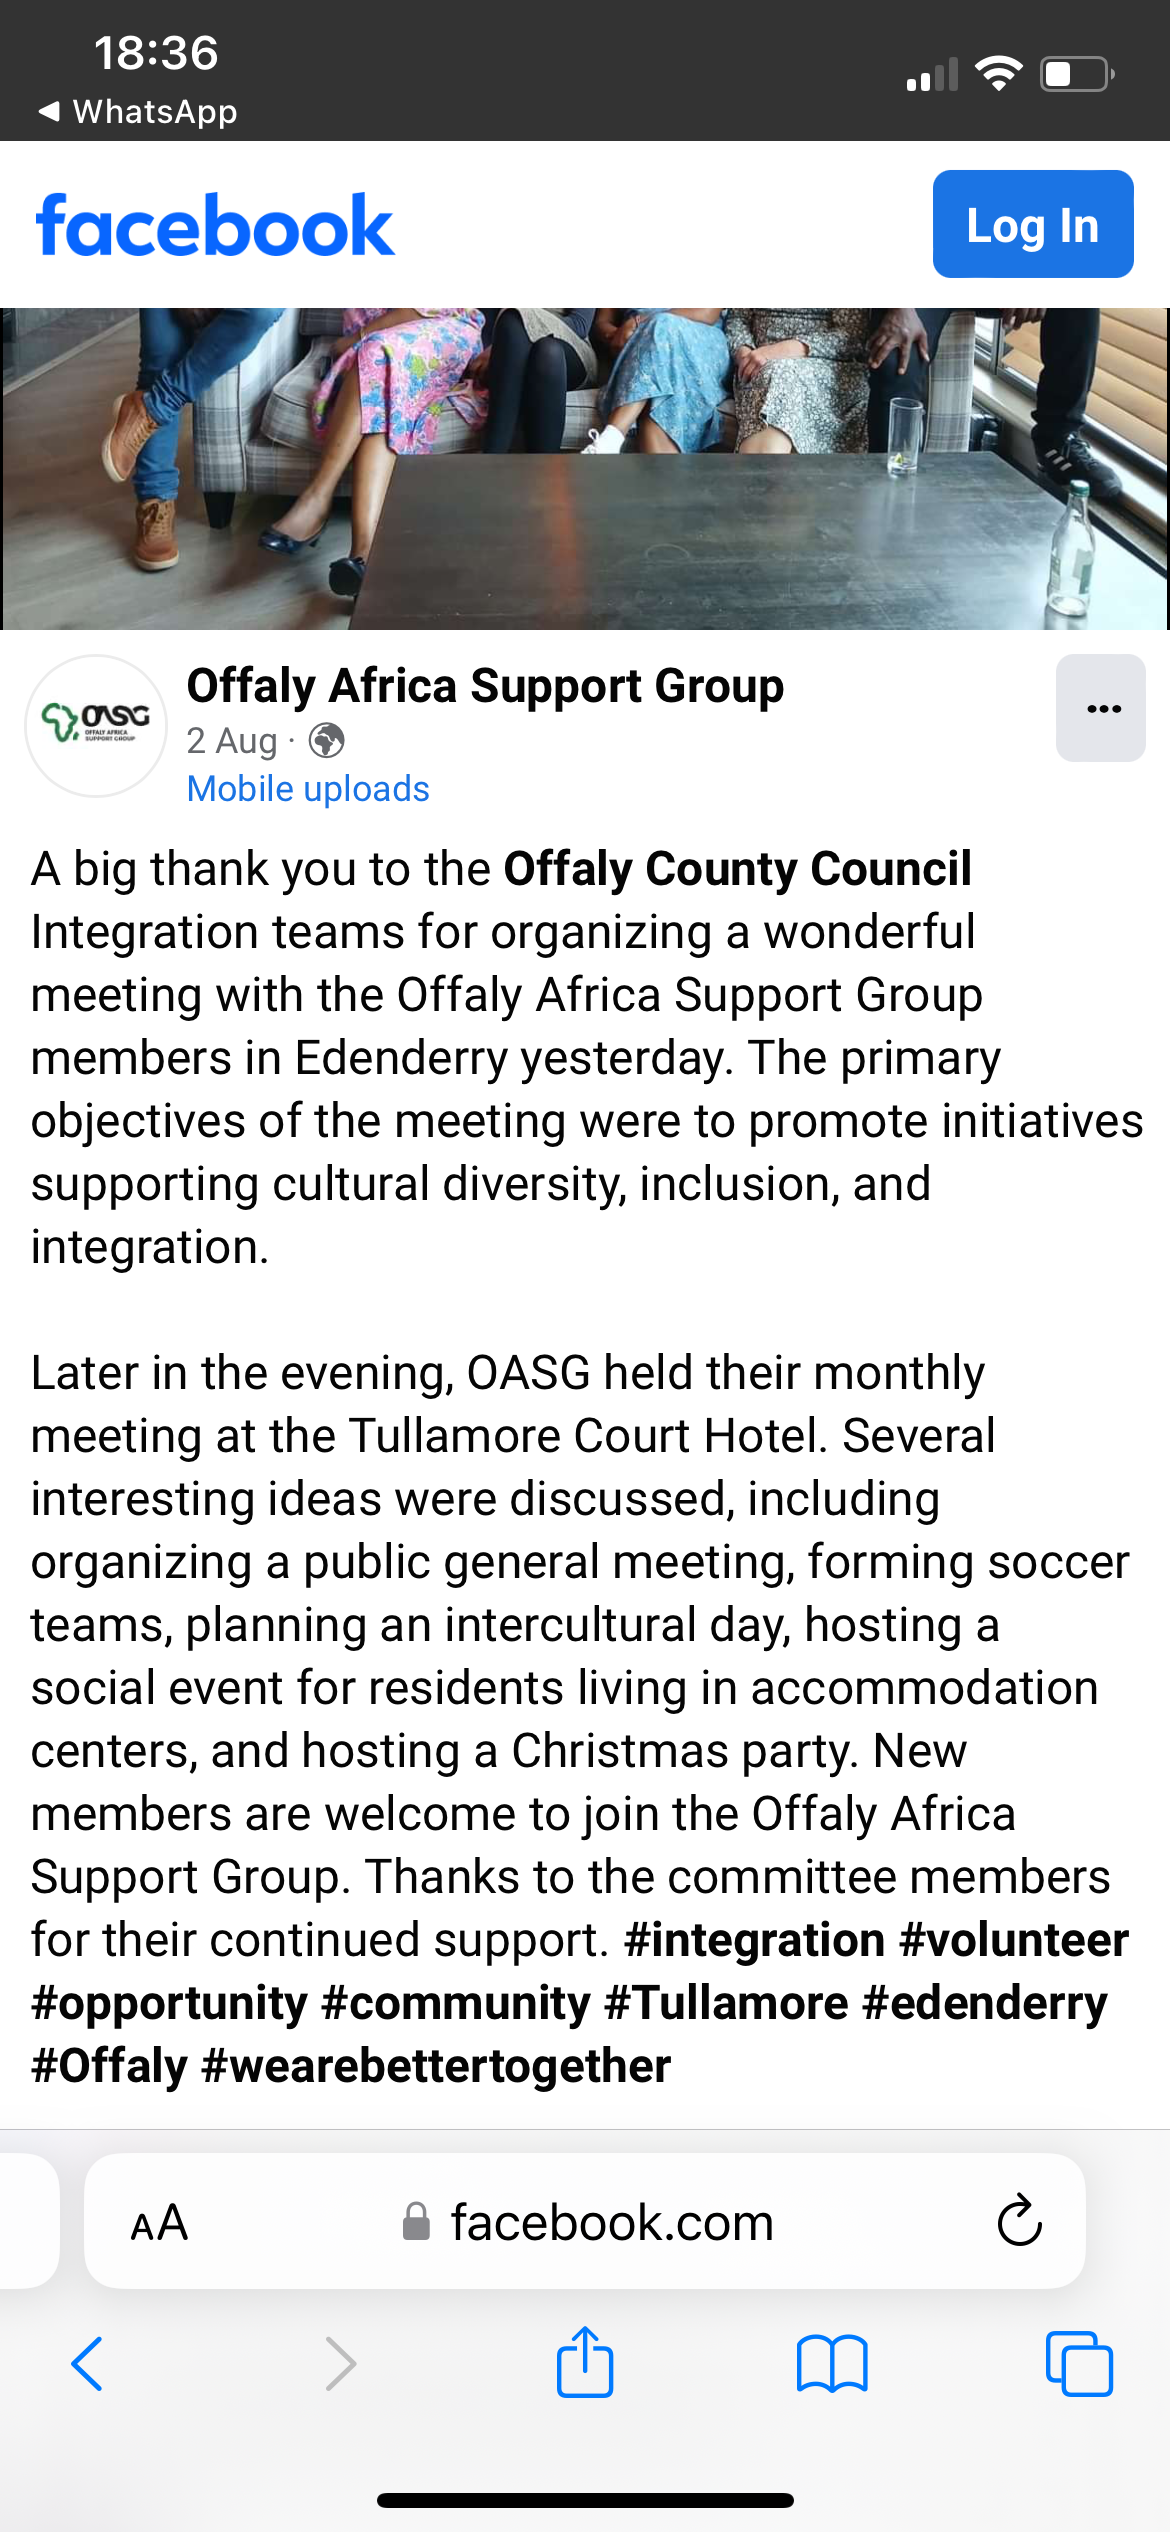 18:36
WhatsApp
facebook
Log In
OASG
OFFALY AFRICA
SUPPORT GROUP
Offaly Africa Support Group
2 Aug ·
Mobile uploads
A big thank you to the Offaly County Council
Integration teams for organizing a wonderful
meeting with the Offaly Africa Support Group
members in Edenderry yesterday. The primary
objectives of the meeting were to promote initiatives
supporting cultural diversity, inclusion, and
integration.
Later in the evening, OASG held their monthly
meeting at the Tullamore Court Hotel. Several
interesting ideas were discussed, including
organizing a public general meeting, forming soccer
teams, planning an intercultural day, hosting a
social event for residents living in accommodation
centers, and hosting a Christmas party. New
members are welcome to join the Offaly Africa
Support Group. Thanks to the committee members
for their continued support. #integration #volunteer
#opportunity #community #Tullamore #edenderry
#Offaly #wearebettertogether
AA
facebook.com